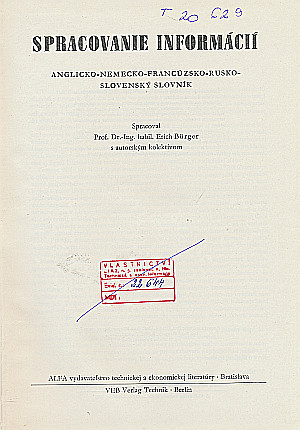 T 20 629
SPRACOVANIE INFORMÁCIÍ
ANGLICKO-NEMECKO-FRANCÚZSKO-RUSKO-
SLOVENSKÝ SLOVNÍK
Spracoval
Prof. Dr.-Ing. habil. Erich Bürger
s autorským kolektívom
VLASTNICTVÍ
Evid. č. 22 644
ALFA vydavateľstvo technickej a ekonomickej literatúry · Bratislava
VEB Verlag Technik · Berlin